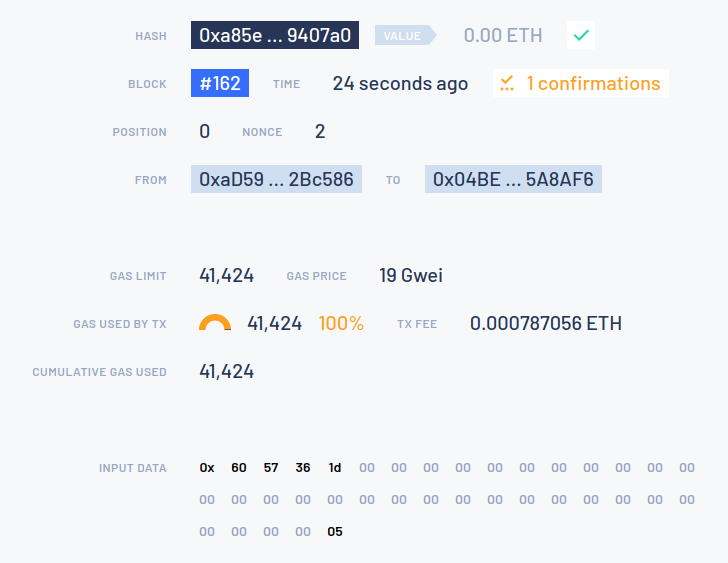 HASH 0xa85e ... 9407a0 VALUE 0.00 ETH
BLOCK #162 TIME 24 seconds ago 1 confirmations
POSITION 0 NONCE 2
FROM 0xaD59 ... 2Bc586 TO 0x04BE ... 5A8AF6
GAS LIMIT 41,424 GAS PRICE 19 Gwei
GAS USED BY TX 41,424 100% TX FEE 0.000787056 ETH
CUMULATIVE GAS USED 41,424
INPUT DATA 0x 60 57 36 1d 00 00 00 00 00 00 00 00 00 00 00
00 00 00 00 00 00 00 00 00 00 00 00 00 00 00 00
00 00 00 00 05